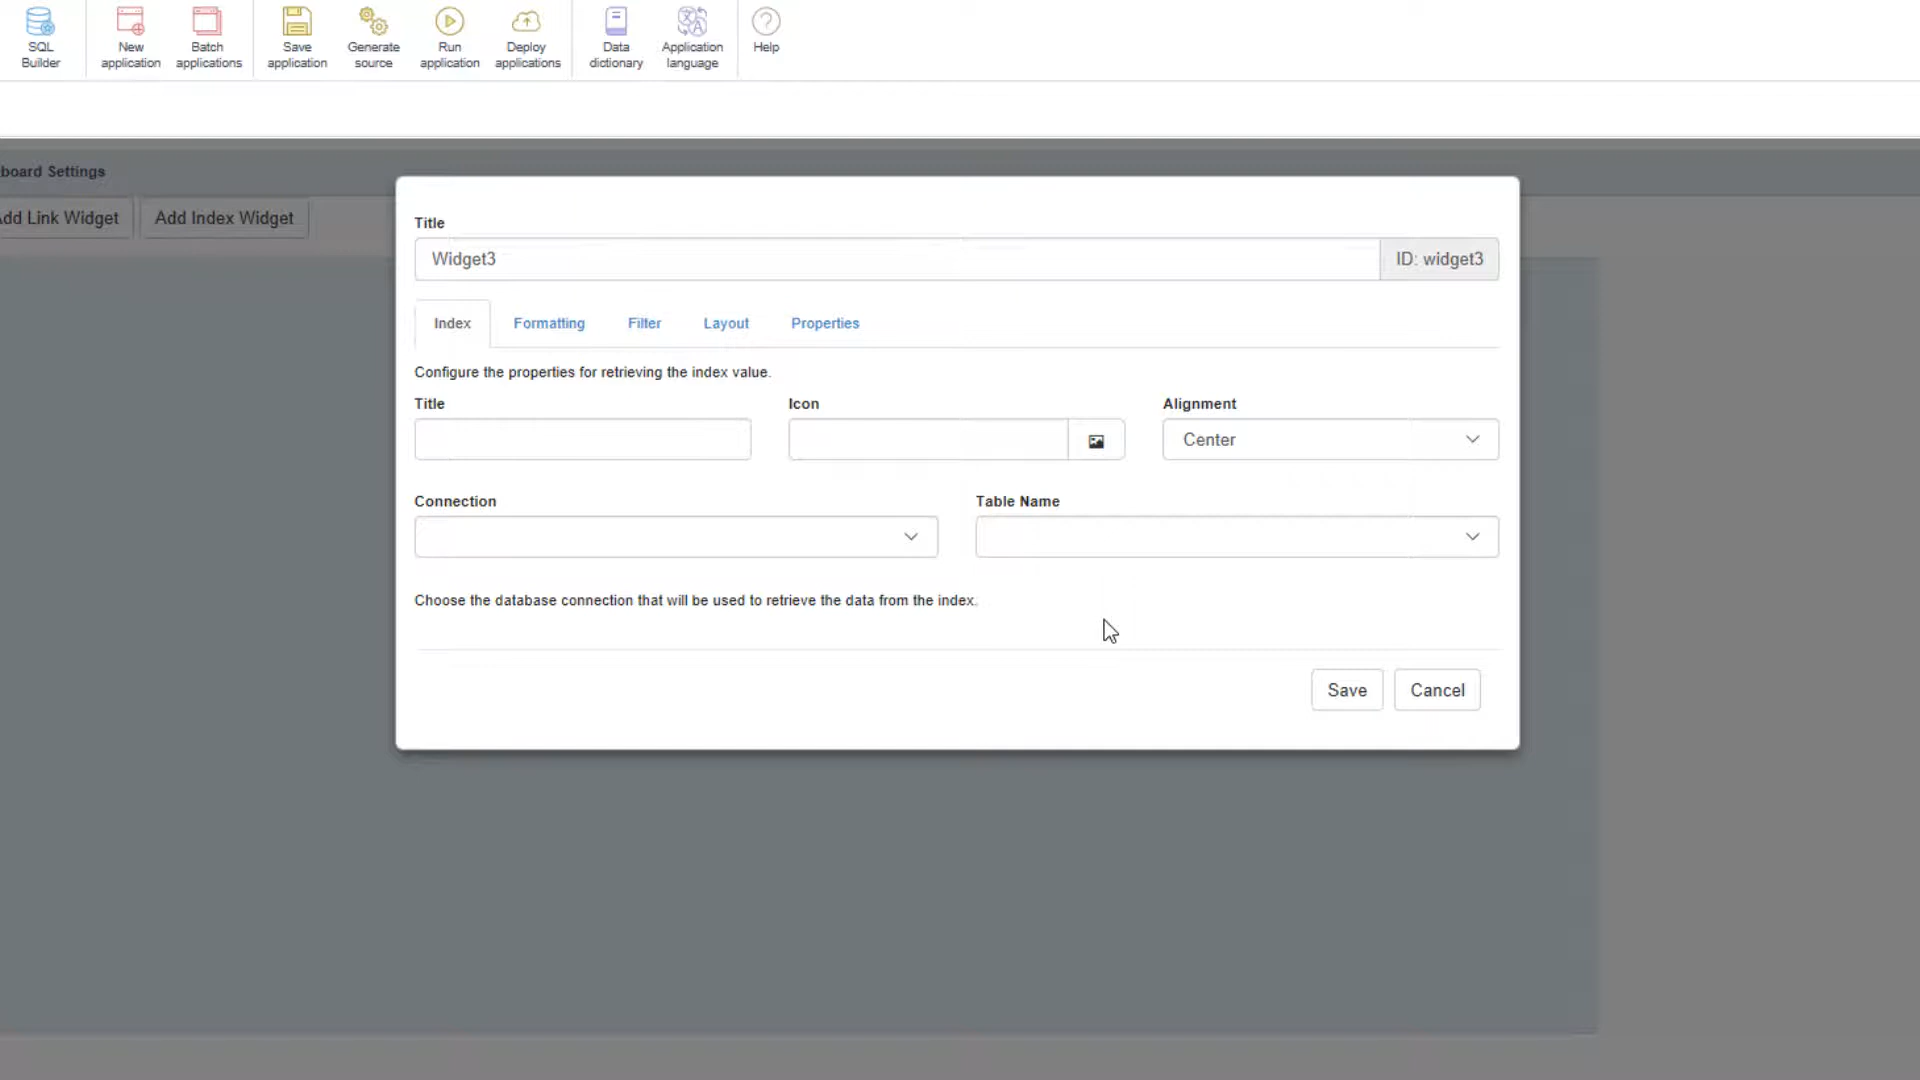 SQL Builder
New application
Batch applications
Save application
Generate source
Run application
Deploy applications
Data dictionary
Application language
Help
board Settings
Add Link Widget
Add Index Widget
Title
Widget3
ID: widget3
Index
Formatting
Filter
Layout
Properties
Configure the properties for retrieving the index value.
Title
Icon
Alignment
Center
Connection
Table Name
Choose the database connection that will be used to retrieve the data from the index.
Save
Cancel